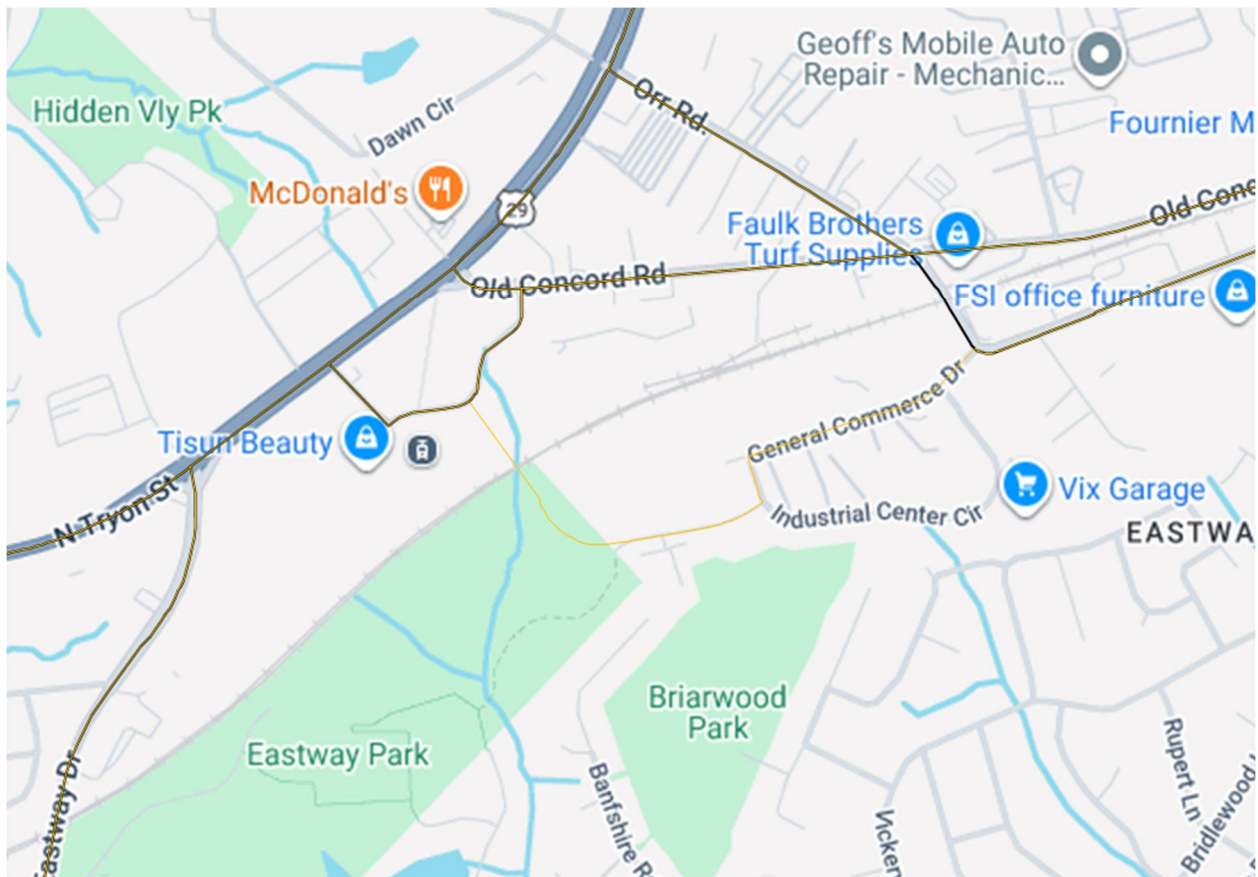 Geoff's Mobile Auto
Repair - Mechanic...
Hidden Vly Pk
Dawn Cir
Orr Rd.
Fournier M
McDonald's
29
Faulk Brothers
Turf Supplies
Old Conc
Old Concord Rd
FSI office furniture
General Commerce Dr
Tisun Beauty
N Tryon St
Industrial Center Cir
Vix Garage
EASTWA
Briarwood
Park
Eastway Park
Eastway Dr
Banfshire R
Vicker
Rupert Ln
Bridlewood